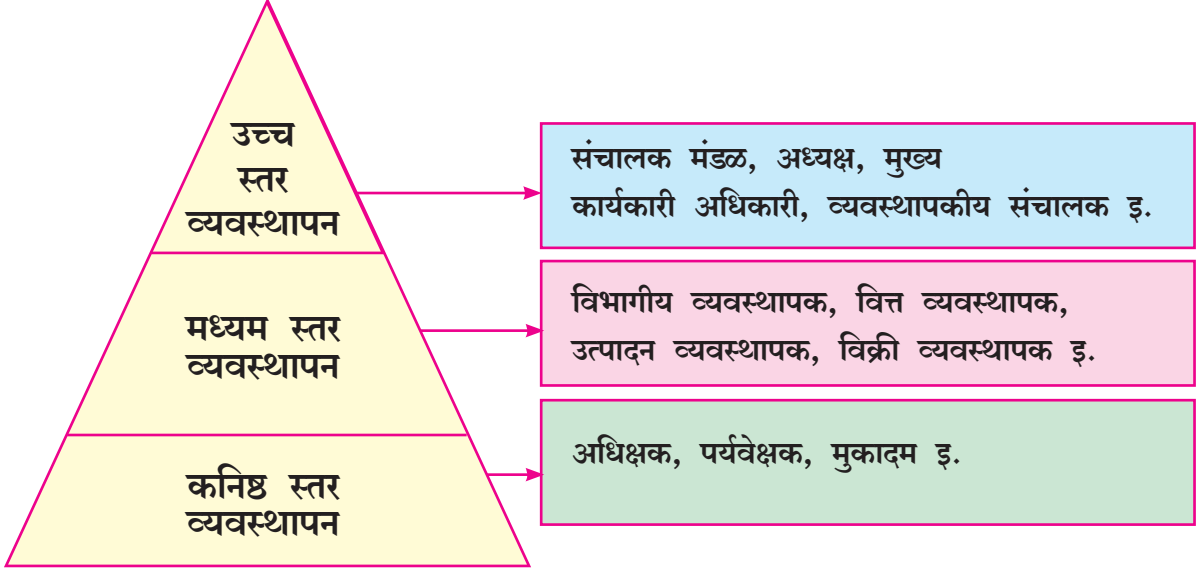 उच्च
स्तर
व्यवस्थापन
संचालक मंडळ, अध्यक्ष, मुख्य
कार्यकारी अधिकारी, व्यवस्थापकीय संचालक इ.
मध्यम स्तर
व्यवस्थापन
विभागीय व्यवस्थापक, वित्त व्यवस्थापक,
उत्पादन व्यवस्थापक, विक्री व्यवस्थापक इ.
कनिष्ठ स्तर
व्यवस्थापन
अधिक्षक, पर्यवेक्षक, मुकादम इ.